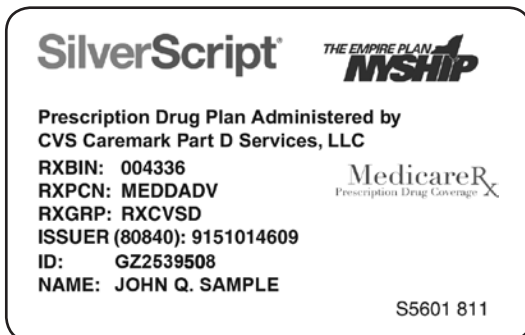 SilverScript
THE EMPIRE PLAN
NYSHIP
Prescription Drug Plan Administered by
CVS Caremark Part D Services, LLC
RXBIN: 004336
RXPCN: MEDDADV
RXGRP: RXCVSD
ISSUER (80840): 9151014609
ID: GZ2539508
NAME: JOHN Q. SAMPLE
MedicareRx
Prescription Drug Coverage
S5601 811